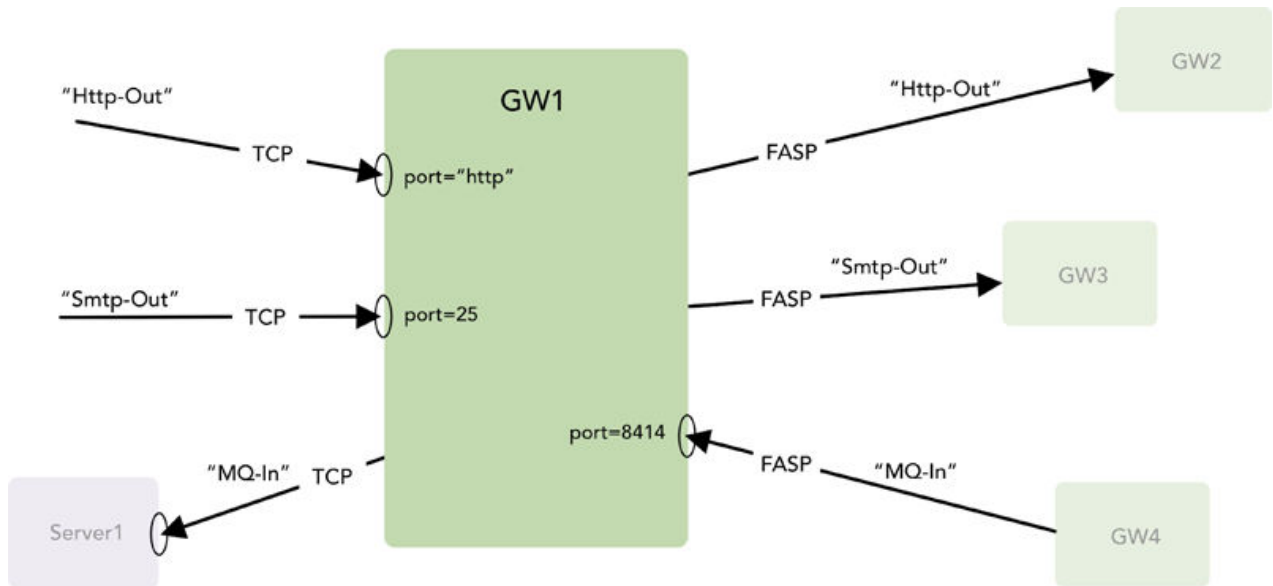 GW2
"Http-Out"
"Http-Out"
GW1
TCP
FASP
port="http"
"Smtp-Out"
GW3
"Smtp-Out"
FASP
TCP
port=25
port=8414
"MQ-In"
TCP
FASP
"MQ-In"
Server1
GW4